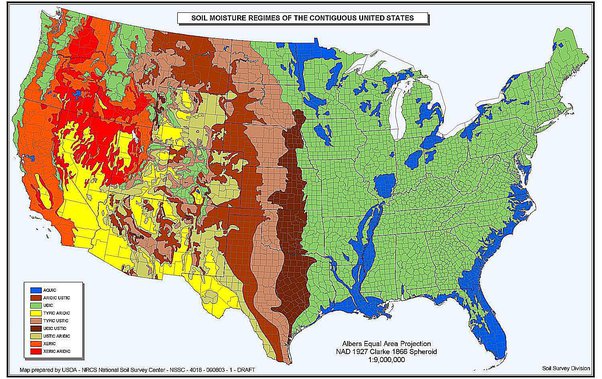 SOIL MOISTURE REGIMES OF THE CONTIGUOUS UNITED STATES
AQUIC
ARIDIC USTIC
UDIC
TYPIC ARIDIC
TYPIC USTIC
UDIC USTIC
USTIC ARIDIC
XERIC
XERIC ARIDIC
Albers Equal Area Projection
NAD 1927 Clarke 1866 Spheroid
1:9,000,000
Map prepared by USDA - NRCS National Soil Survey Center - NSSC - 4016 - 090803 - 1 - DRAFT
Soil Survey Division